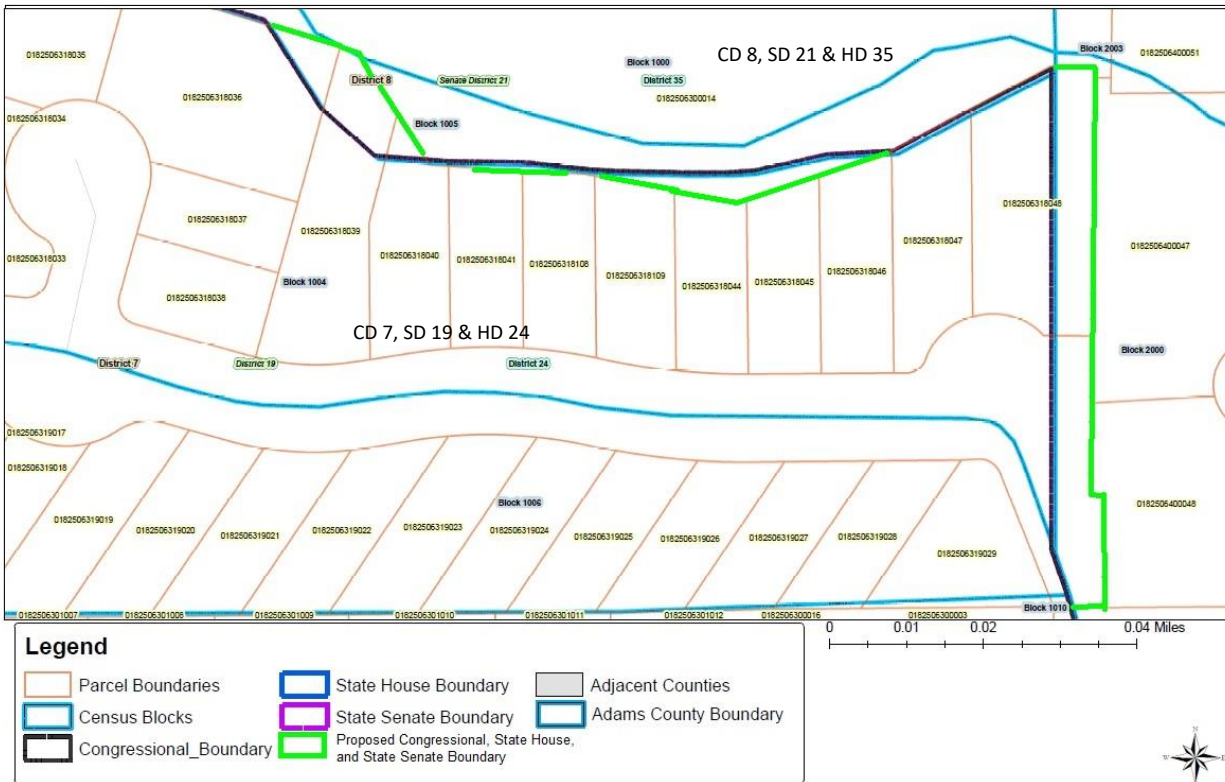 CD 8, SD 21 & HD 35
Block 2003
0182506400051
0182506318035
Block 1000
District 8
Senate District 21
District 35
0182506318036
0182506300014
0182506318034
Block 1005
0182506318048
0182506318037
0182506318039
0182506318047
0182506400047
0182506318033
0182506318040
0182506318041
0182506318108
0182506318109
0182506318044
0182506318045
0182506318046
Block 1004
0182506318038
CD 7, SD 19 & HD 24
Block 2000
District 7
District 19
District 24
0182506319017
0182506319018
Block 1006
0182506400048
0182506319019
0182506319020
0182506319021
0182506319022
0182506319023
0182506319024
0182506319025
0182506319026
0182506319027
0182506319028
0182506319029
Block 1010
0182506301007
0182506301008
0182506301009
0182506301010
0182506301011
0182506301012
0182506300016
0182506300003
0 0.01 0.02 0.04 Miles
Legend
Parcel Boundaries
State House Boundary
Adjacent Counties
Census Blocks
State Senate Boundary
Adams County Boundary
Congressional_Boundary
Proposed Congressional, State House,
and State Senate Boundary
N
W
E
S